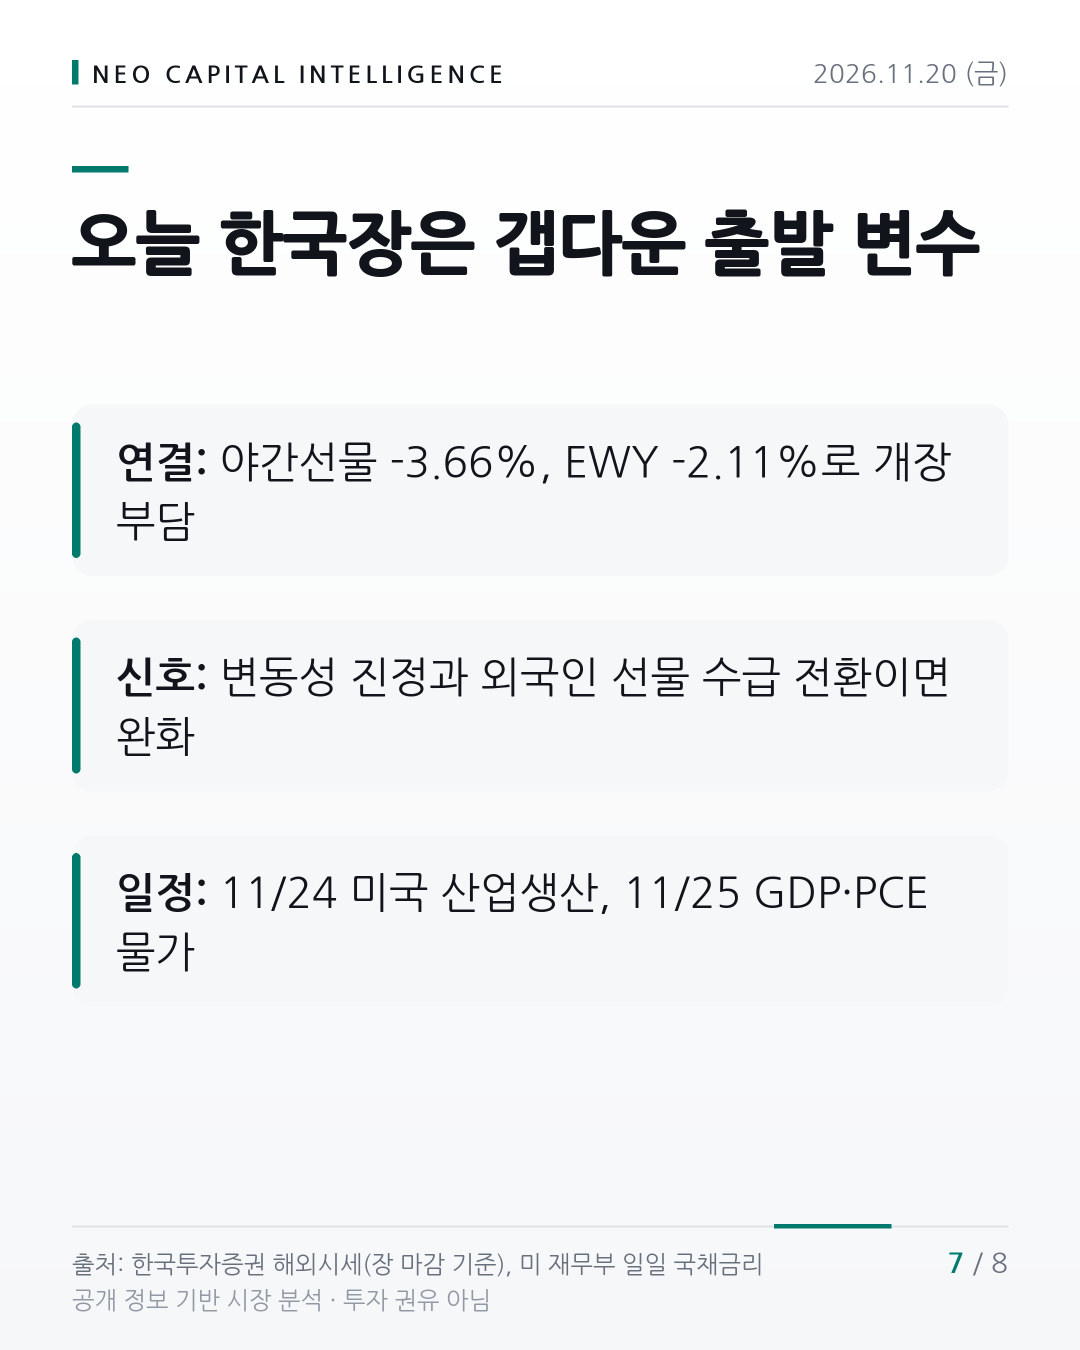 NEO CAPITAL INTELLIGENCE
2026.11.20 (금)
오늘 한국장은 갭다운 출발 변수
연결: 야간선물 -3.66%, EWY -2.11%로 개장
부담
신호: 변동성 진정과 외국인 선물 수급 전환이면
완화
일정: 11/24 미국 산업생산, 11/25 GDP·PCE
물가
출처: 한국투자증권 해외시세(장 마감 기준), 미 재무부 일일 국채금리
7 / 8
공개 정보 기반 시장 분석 · 투자 권유 아님